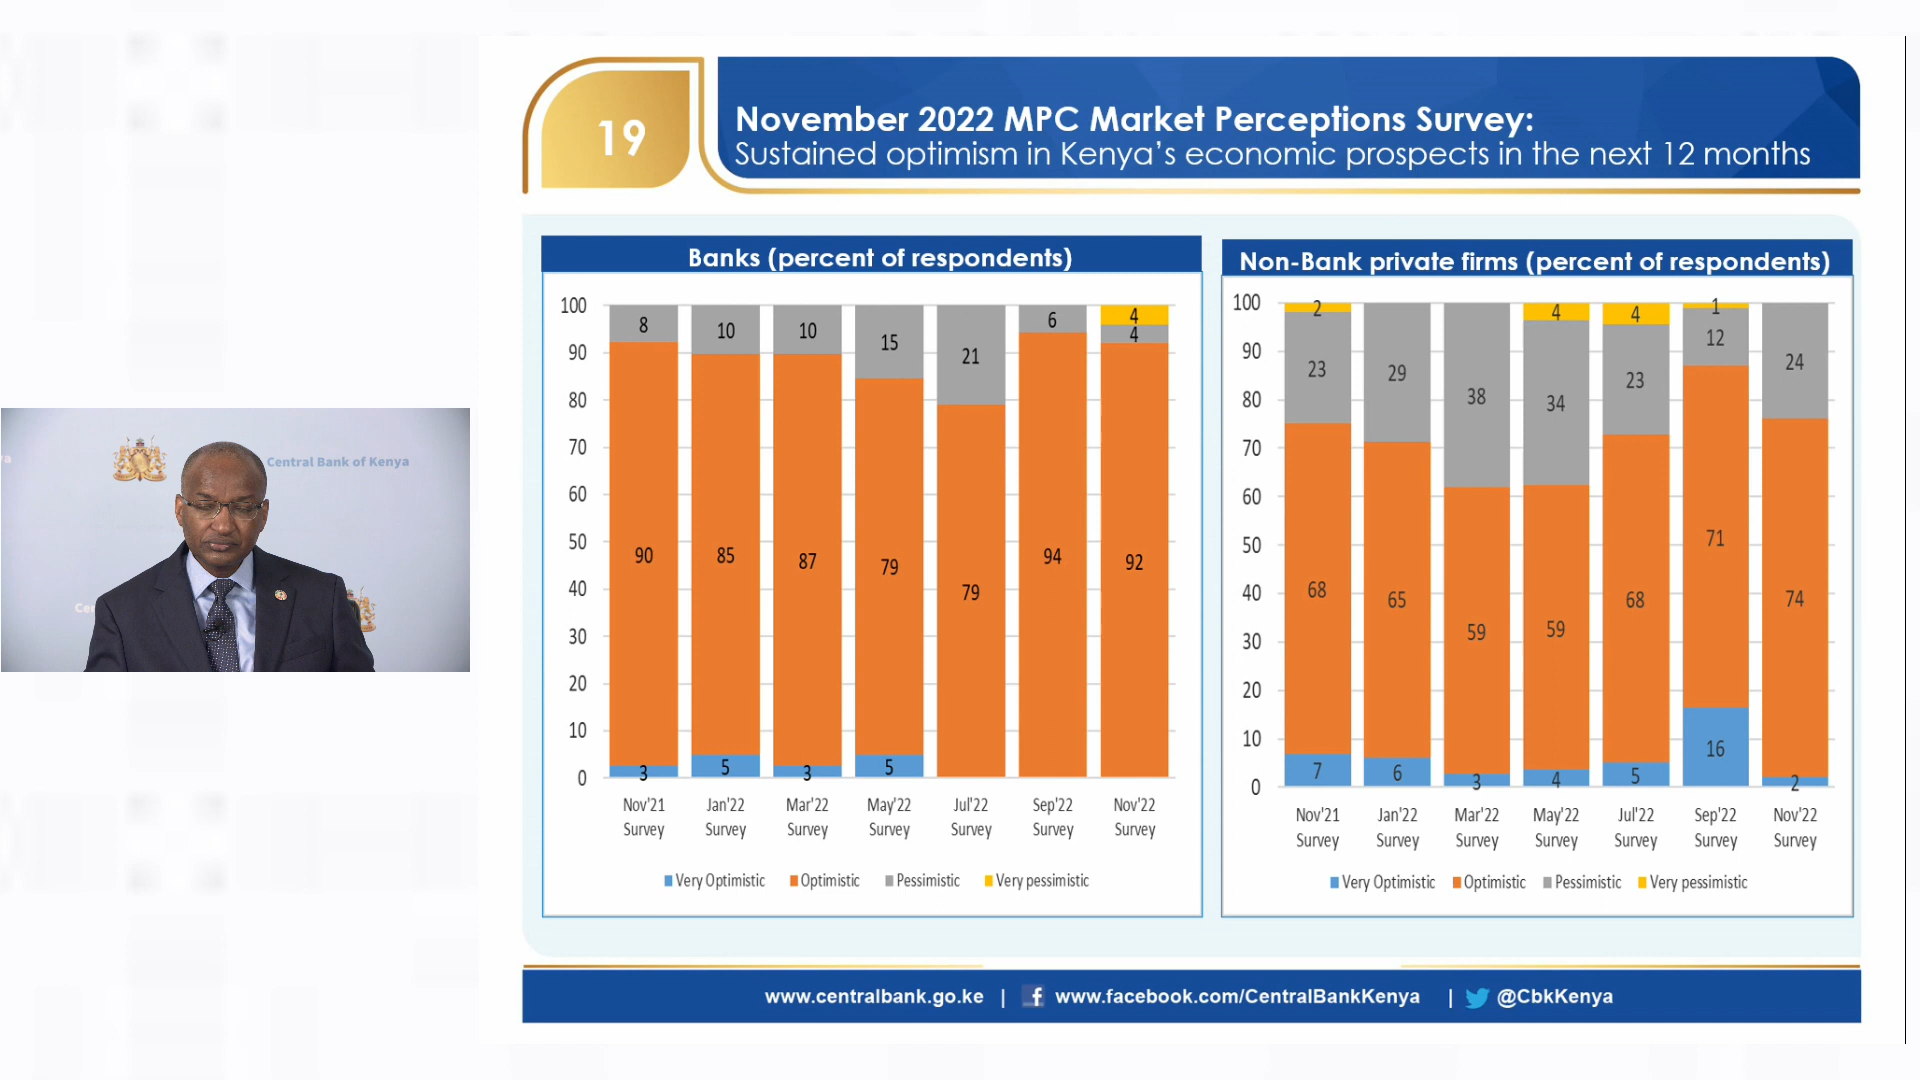 19
November 2022 MPC Market Perceptions Survey:
Sustained optimism in Kenya's economic prospects in the next 12 months
Banks (percent of respondents)
100
90
80
70
60
50
40
30
20
10
0
8
10
10
15
21
6
4
4
90
85
87
79
79
94
92
3
5
3
5
Nov'21 Survey
Jan'22 Survey
Mar'22 Survey
May'22 Survey
Jul'22 Survey
Sep'22 Survey
Nov'22 Survey
Very Optimistic
Optimistic
Pessimistic
Very pessimistic
Non-Bank private firms (percent of respondents)
100
90
80
70
60
50
40
30
20
10
0
2
4
4
1
23
29
38
34
23
12
24
68
65
59
59
68
71
74
7
6
3
4
5
16
2
Nov'21 Survey
Jan'22 Survey
Mar'22 Survey
May'22 Survey
Jul'22 Survey
Sep'22 Survey
Nov'22 Survey
Very Optimistic
Optimistic
Pessimistic
Very pessimistic
Central Bank of Kenya
www.centralbank.go.ke | www.facebook.com/CentralBankKenya | @CbkKenya